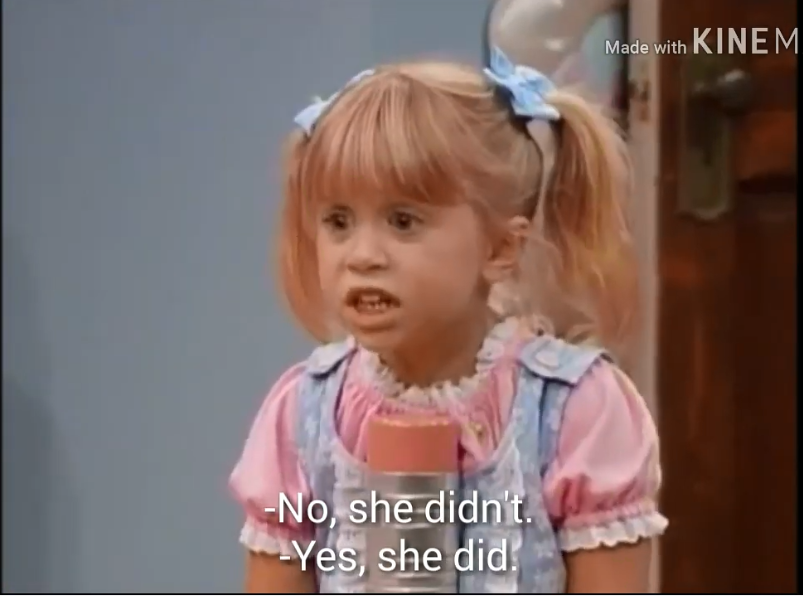 Made with KINEM
-No, she didn't.
-Yes, she did.